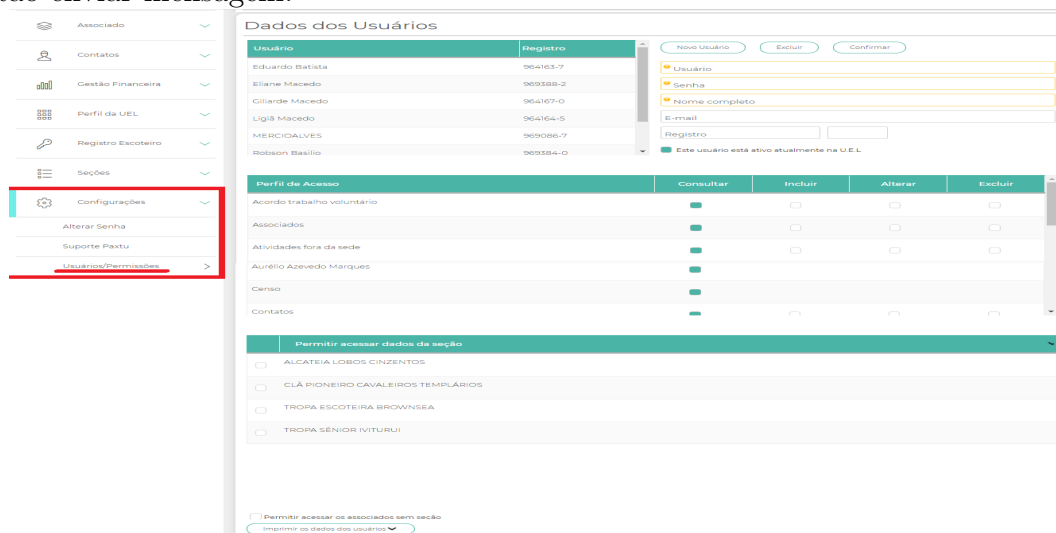 Associado
Contatos
Gestão Financeira
Perfil da UEL
Registro Escoteiro
Seções
Configurações
Alterar Senha
Suporte Paxtu
Usuários/Permissões >
Dados dos Usuários
Usuário Registro
Eduardo Batista 964163-7
Eliane Macedo 969388-2
Giliarde Macedo 964167-0
Ligiã Macedo 964164-5
MERCIOALVES 969086-7
Robson Basilio 969384-0
Novo Usuário Excluir Confirmar
Usuário
Senha
Nome completo
E-mail
Registro
Este usuário está ativo atualmente na U.E.L
Perfil de Acesso Consultar Incluir Alterar Excluir
Acordo trabalho voluntário
Associados
Atividades fora da sede
Aurélio Azevedo Marques
Censo
Contatos
Permitir acessar dados da seção
ALCATEIA LOBOS CINZENTOS
CLÃ PIONEIRO CAVALEIROS TEMPLÁRIOS
TROPA ESCOTEIRA BROWNSEA
TROPA SÊNIOR IVITURUI
Permitir acessar os associados sem seção
Imprimir os dados dos usuários